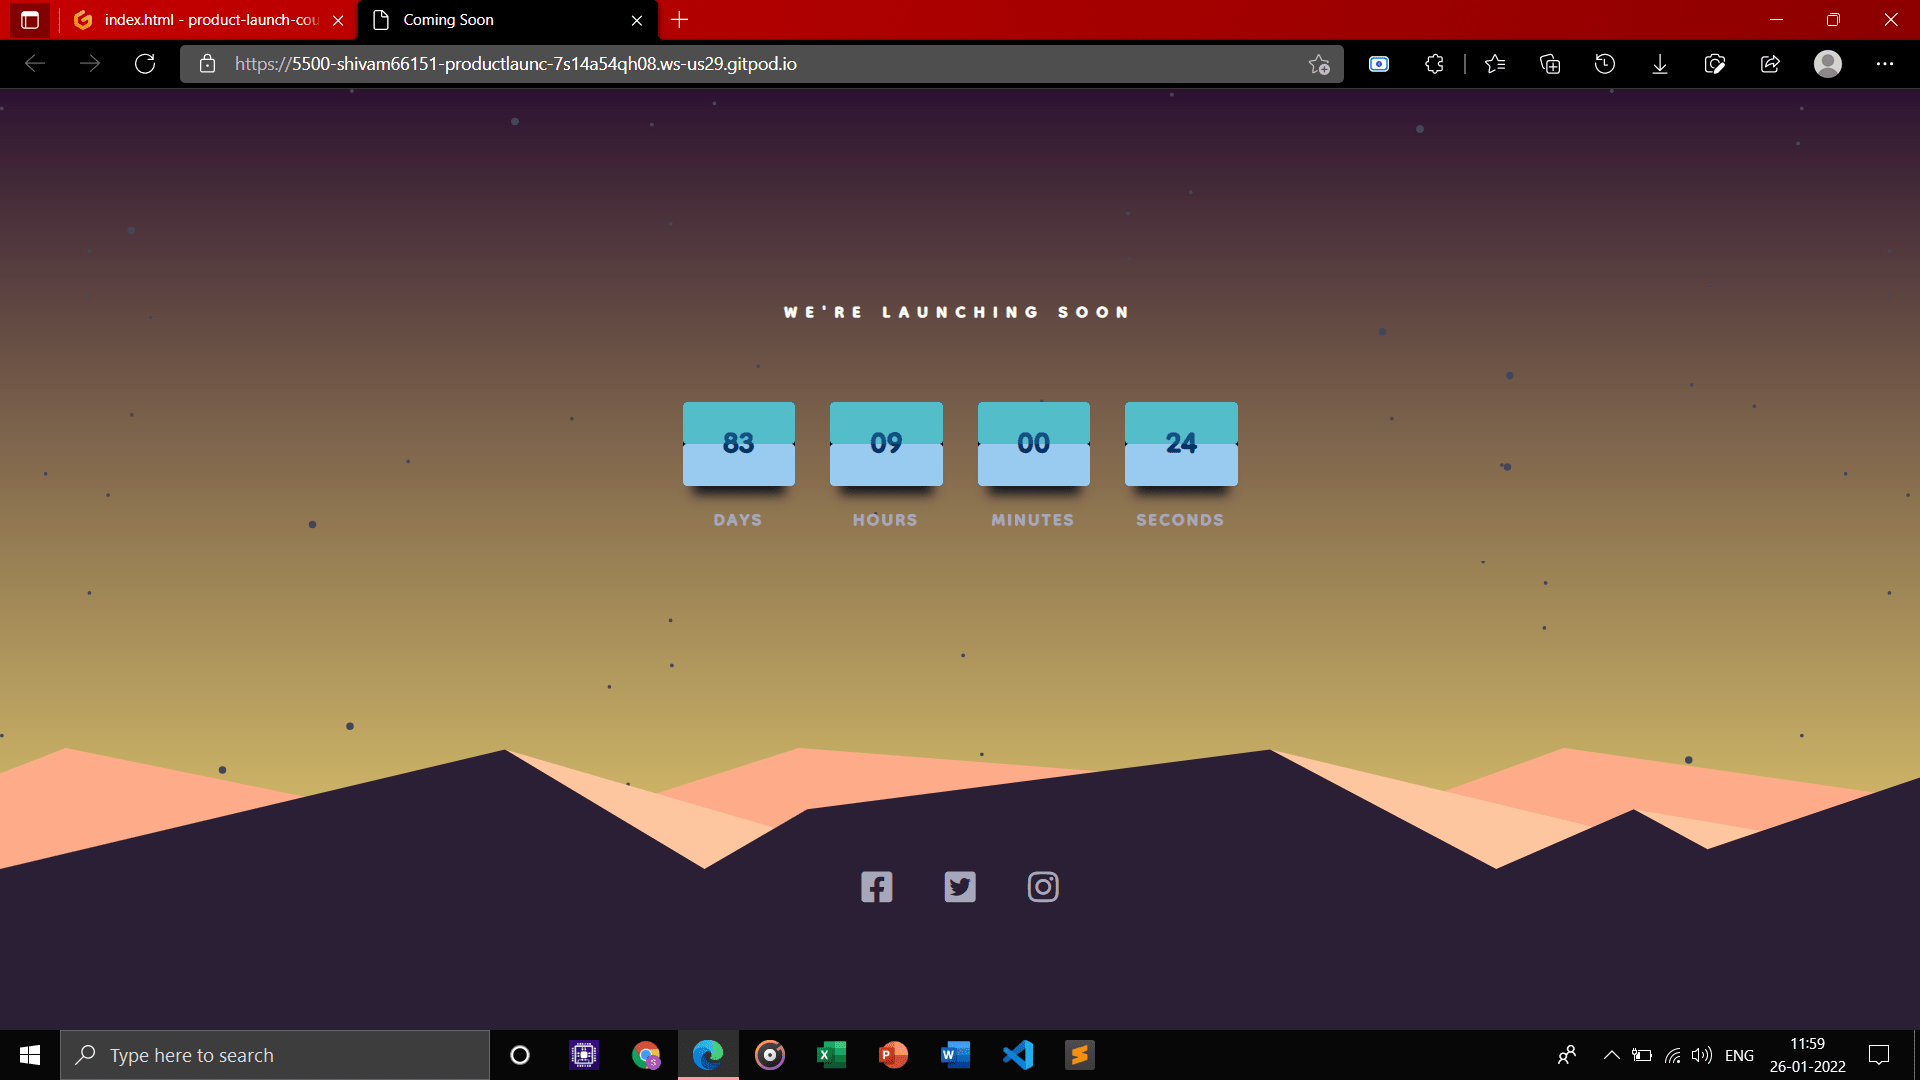 index.html - product-launch-cou
Coming Soon
https://5500-shivam66151-productlaunc-7s14a54qh08.ws-us29.gitpod.io
WE'RE LAUNCHING SOON
83 09 00 24
DAYS HOURS MINUTES SECONDS
Type here to search
S
X
P
W
ENG
11:59
26-01-2022